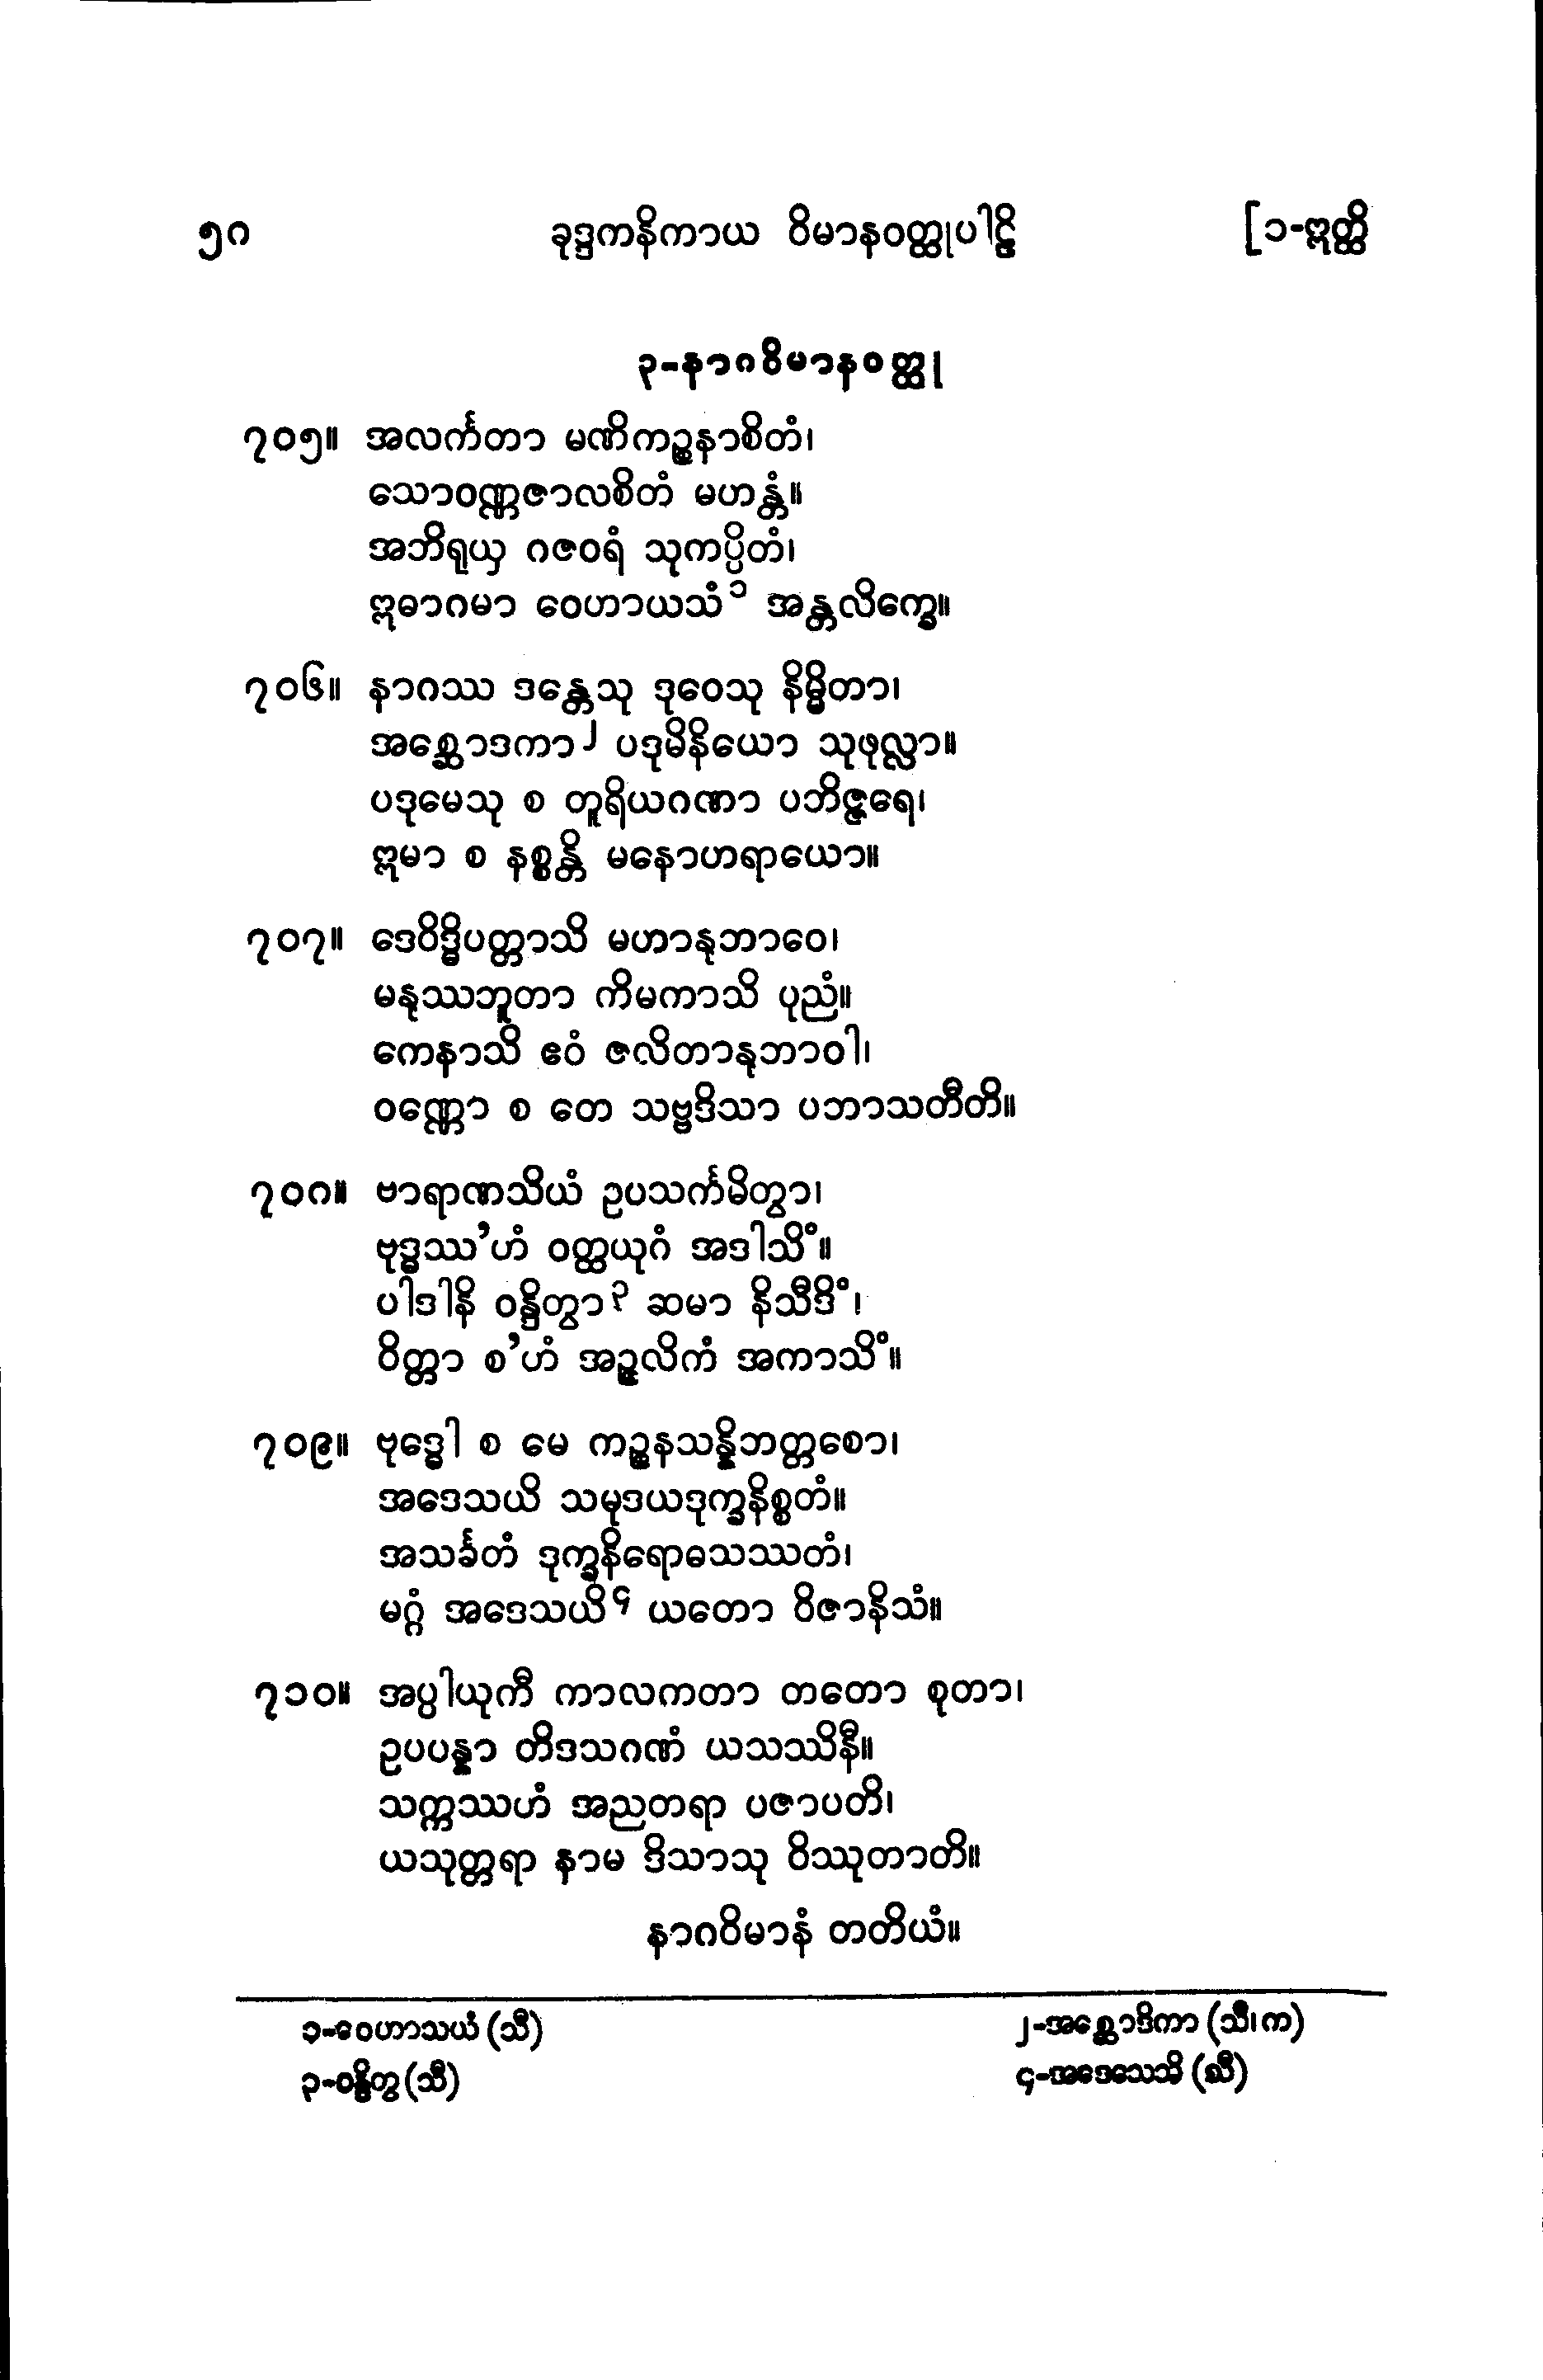 ၅၈ ခုဒ္ဒကနိကာယ ဝိမာနဝတ္ထုပါဠိ [၁-ဣတ္ထိ
၃-နာဂဝိမာနဝတ္ထု
၇၀၅။ အလင်္ကတာ မဏိကဉ္စနာစိတံ၊
သောဝဏ္ဏဇာလစိတံ မဟန္တံ။
အဘိရုယှ ဂဇဝရံ သုကပ္ပိတံ၊
ဣဓာဂမာ ဝေဟာယသံ၁ အန္တလိက္ခေ။
၇၀၆။ နာဂဿ ဒန္တေသု ဒုဝေသု နိမ္မိတာ၊
အစ္ဆောဒကာ၂ ပဒုမိနိယော သုဖုလ္လာ။
ပဒုမေသု စ တူရိယဂဏာ ပဘိဇ္ဇရေ၊
ဣမာ စ နစ္စန္တိ မနောဟရာယော။
၇၀၇။ ဒေဝိဒ္ဓိပတ္တာသိ မဟာနုဘာဝေ၊
မနုဿဘူတာ ကိမကာသိ ပုညံ။
ကေနာသိ ဧဝံ ဇလိတာနုဘာဝါ၊
ဝဏ္ဏော စ တေ သဗ္ဗဒိသာ ပဘာသတီတိ။
၇၀၈။ ဗာရာဏသိယံ ဥပသင်္ကမိတွာ၊
ဗုဒ္ဓဿ’ဟံ ဝတ္ထယုဂံ အဒါသိံ။
ပါဒါနိ ဝန္ဒိတွာ၃ ဆမာ နိသီဒိံ၊
ဝိတ္တာ စ’ဟံ အဉ္ဇလိကံ အကာသိံ။
၇၀၉။ ဗုဒ္ဓေါ စ မေ ကဉ္စနသန္နိဘတ္တစော၊
အဒေသယိ သမုဒယဒုက္ခနိစ္စတံ။
အသင်္ခတံ ဒုက္ခနိရောဓသဿတံ၊
မဂ္ဂံ အဒေသယိ၄ ယတော ဝိဇာနိသံ။
၇၁၀။ အပ္ပါယုကီ ကာလကတာ တတော စုတာ၊
ဥပပန္နာ တိဒသဂဏံ ယသဿိနီ။
သက္ကဿဟံ အညတရာ ပဇာပတိ၊
ယသုတ္တရာ နာမ ဒိသာသု ဝိဿုတာတိ။
နာဂဝိမာနံ တတိယံ။
၁-ဝေဟာသယံ (သီ) ၂-အစ္ဆောဒိကာ (သီ၊က)
၃-ဝန္ဒိတွ (သီ) ၄-အဒေသေသိ (သီ)